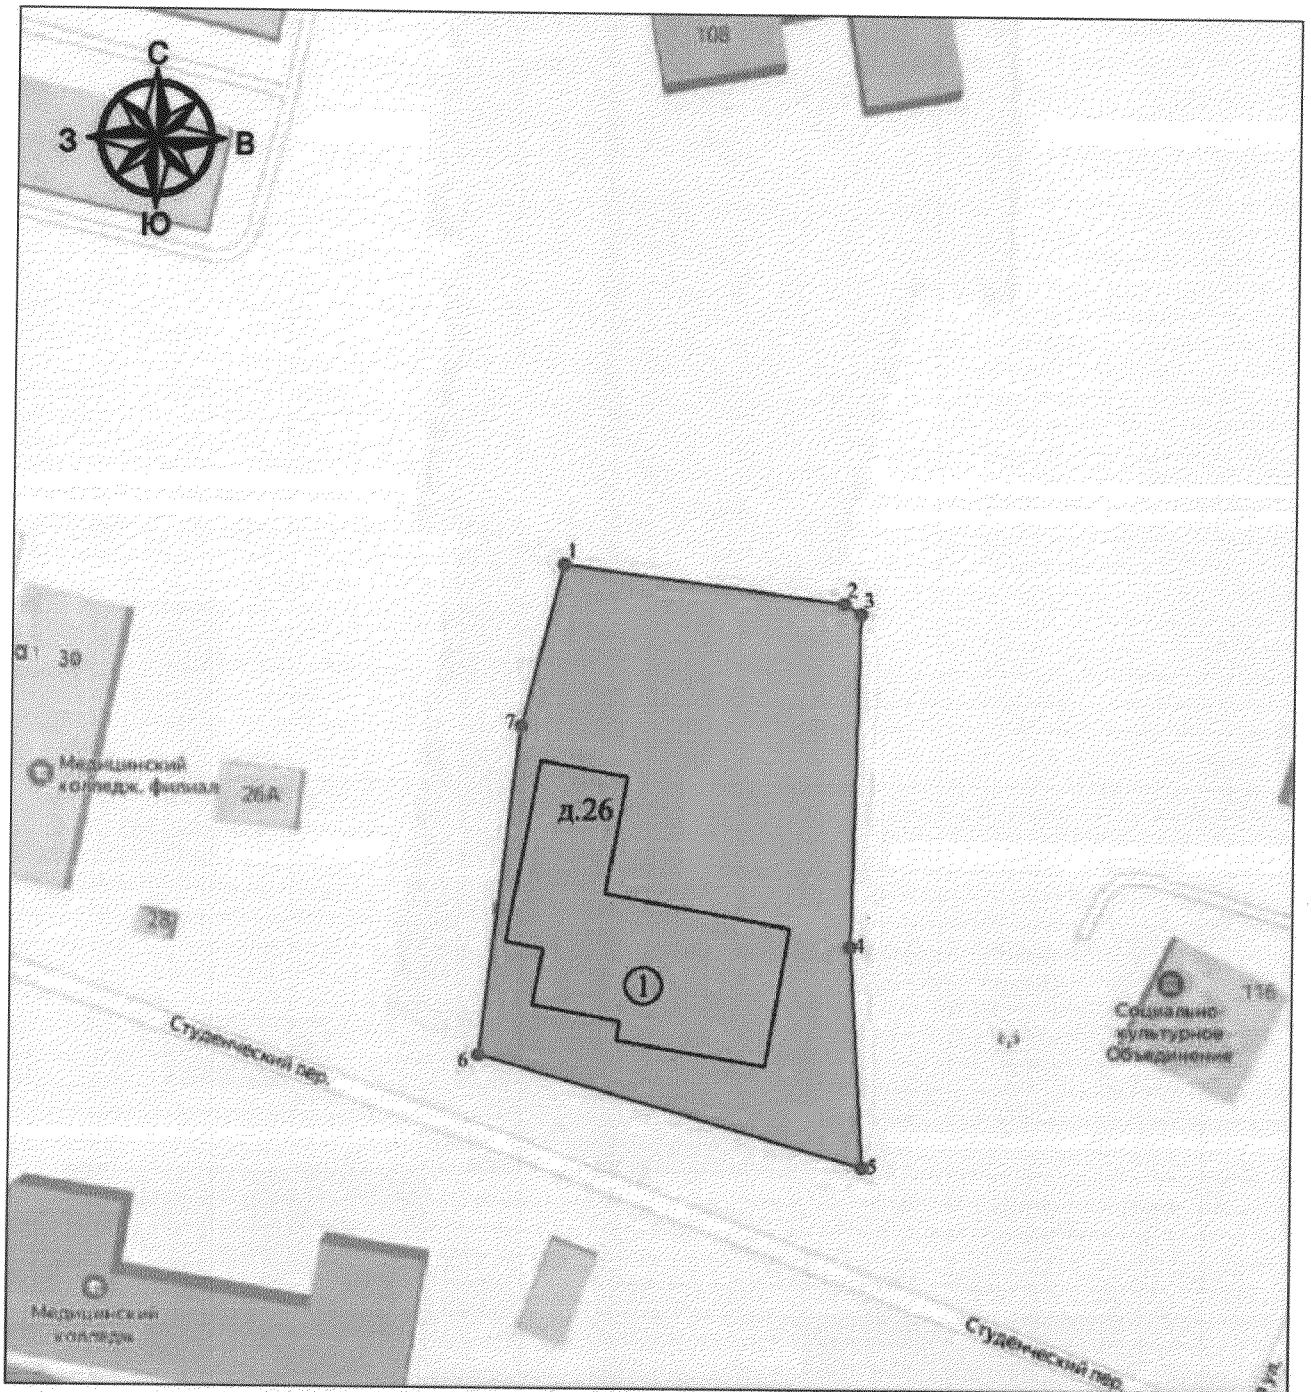 С
108
З
В
Ю
1
2
3
30
7
Медицинский
колледж, филиал
26А
д.26
28
4
1
116
Социально-
культурное
Объединение
Студенческий пер.
6
5
Медицинский
колледж
Студенческий пер.